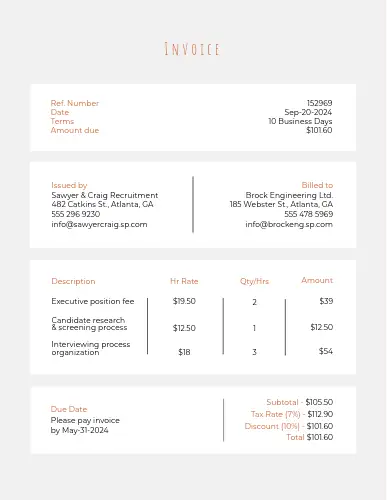 INVOICE
Ref. Number 152969
Date Sep-20-2024
Terms 10 Business Days
Amount due $101.60
Issued by
Sawyer & Craig Recruitment
482 Catkins St., Atlanta, GA
555 296 9230
info@sawyercraig.sp.com
Billed to
Brock Engineering Ltd.
185 Webster St., Atlanta, GA
555 478 5969
info@brockeng.sp.com
Description Hr Rate Qty/Hrs Amount
Executive position fee $19.50 2 $39
Candidate research
& screening process $12.50 1 $12.50
Interviewing process
organization $18 3 $54
Due Date
Please pay invoice
by May-31-2024
Subtotal - $105.50
Tax Rate (7%) - $112.90
Discount (10%) - $101.60
Total $101.60